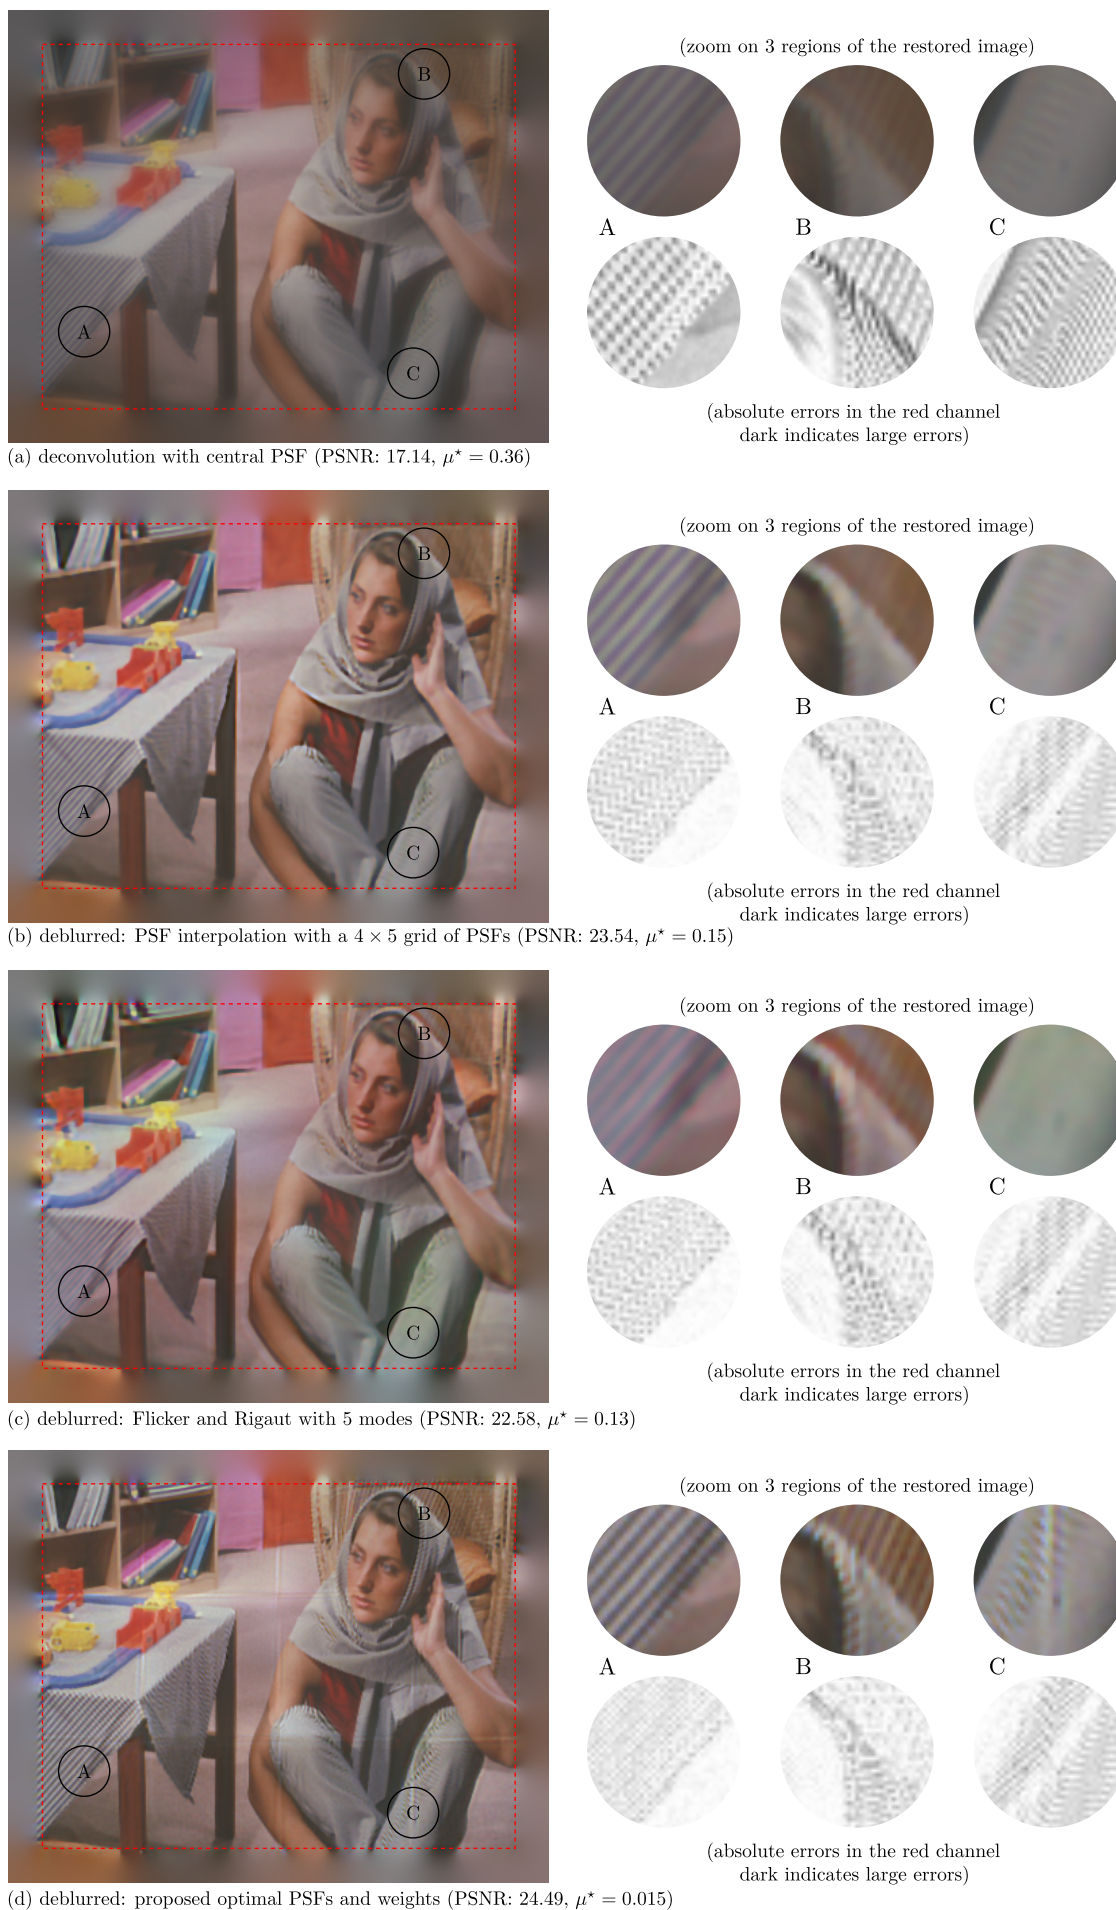 (zoom on 3 regions of the restored image)
B
A
C
A B C
(absolute errors in the red channel
dark indicates large errors)
(a) deconvolution with central PSF (PSNR: 17.14, μ⋆ = 0.36)
(zoom on 3 regions of the restored image)
B
A
C
A B C
(absolute errors in the red channel
dark indicates large errors)
(b) deblurred: PSF interpolation with a 4 × 5 grid of PSFs (PSNR: 23.54, μ⋆ = 0.15)
(zoom on 3 regions of the restored image)
B
A
C
A B C
(absolute errors in the red channel
dark indicates large errors)
(c) deblurred: Flicker and Rigaut with 5 modes (PSNR: 22.58, μ⋆ = 0.13)
(zoom on 3 regions of the restored image)
B
A
C
A B C
(absolute errors in the red channel
dark indicates large errors)
(d) deblurred: proposed optimal PSFs and weights (PSNR: 24.49, μ⋆ = 0.015)